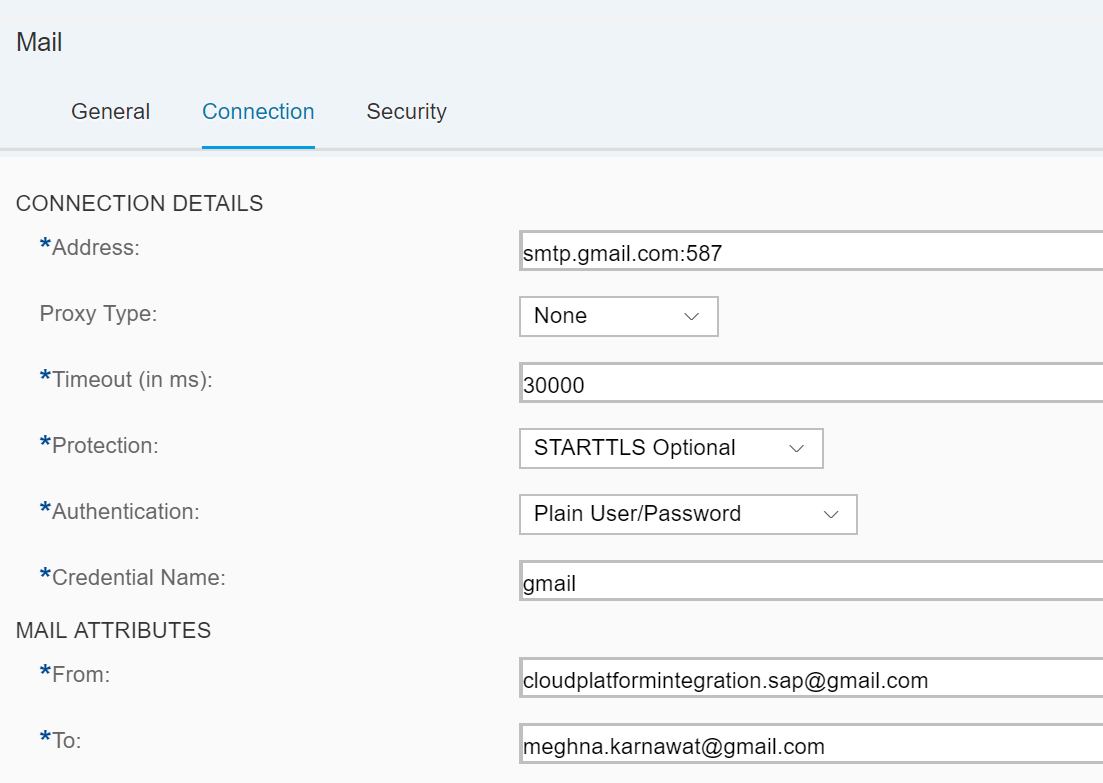 Mail
General Connection Security
CONNECTION DETAILS
*Address: smtp.gmail.com:587
Proxy Type: None
*Timeout (in ms): 30000
*Protection: STARTTLS Optional
*Authentication: Plain User/Password
*Credential Name: gmail
MAIL ATTRIBUTES
*From: cloudplatformintegration.sap@gmail.com
*To: meghna.karnawat@gmail.com